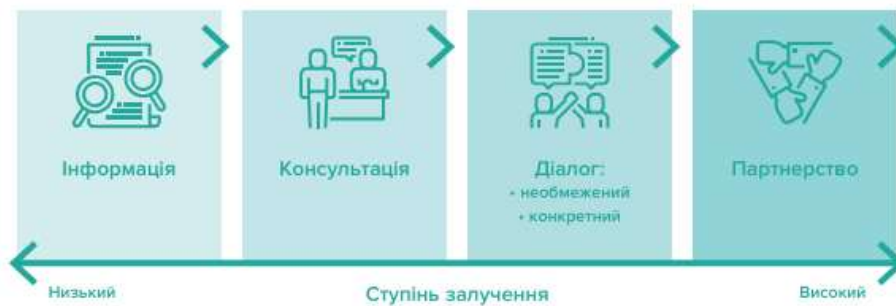 Інформація
Консультація
Діалог:
• необмежений
• конкретний
Партнерство
Низький
Ступінь залучення
Високий